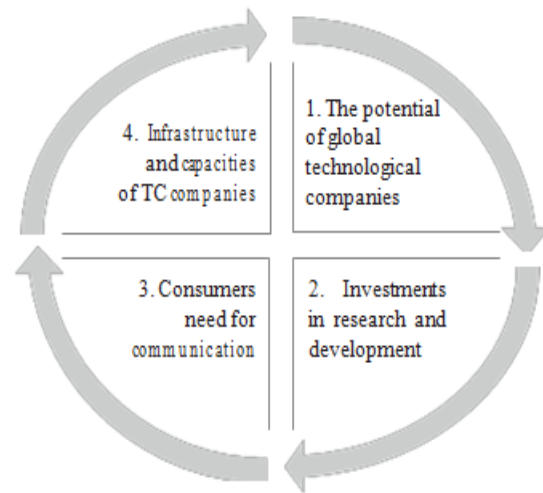 1. The potential
of global
technological
companies
2. Investments
in research and
development
3. Consumers
need for
communication
4. Infrastructure
and capacities
of TC companies